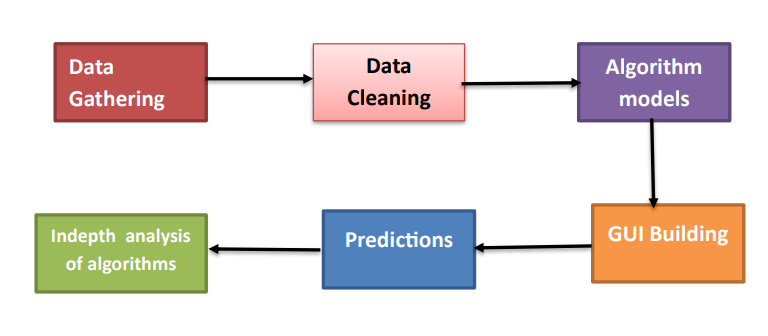 Data
Gathering
Data
Cleaning
Algorithm
models
GUI Building
Predictions
Indepth analysis
of algorithms